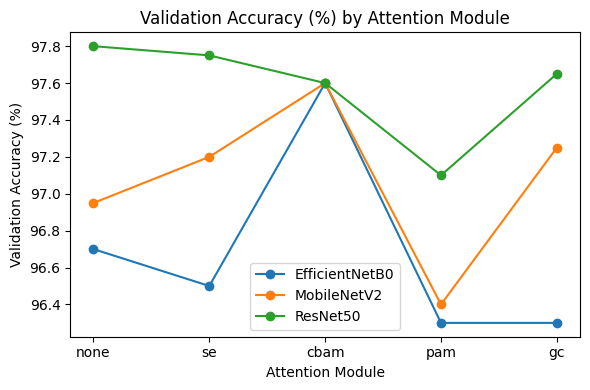 Validation Accuracy (%) by Attention Module
Validation Accuracy (%)
97.8
97.6
97.4
97.2
97.0
96.8
96.6
96.4
EfficientNetB0
MobileNetV2
ResNet50
none se cbam pam gc
Attention Module